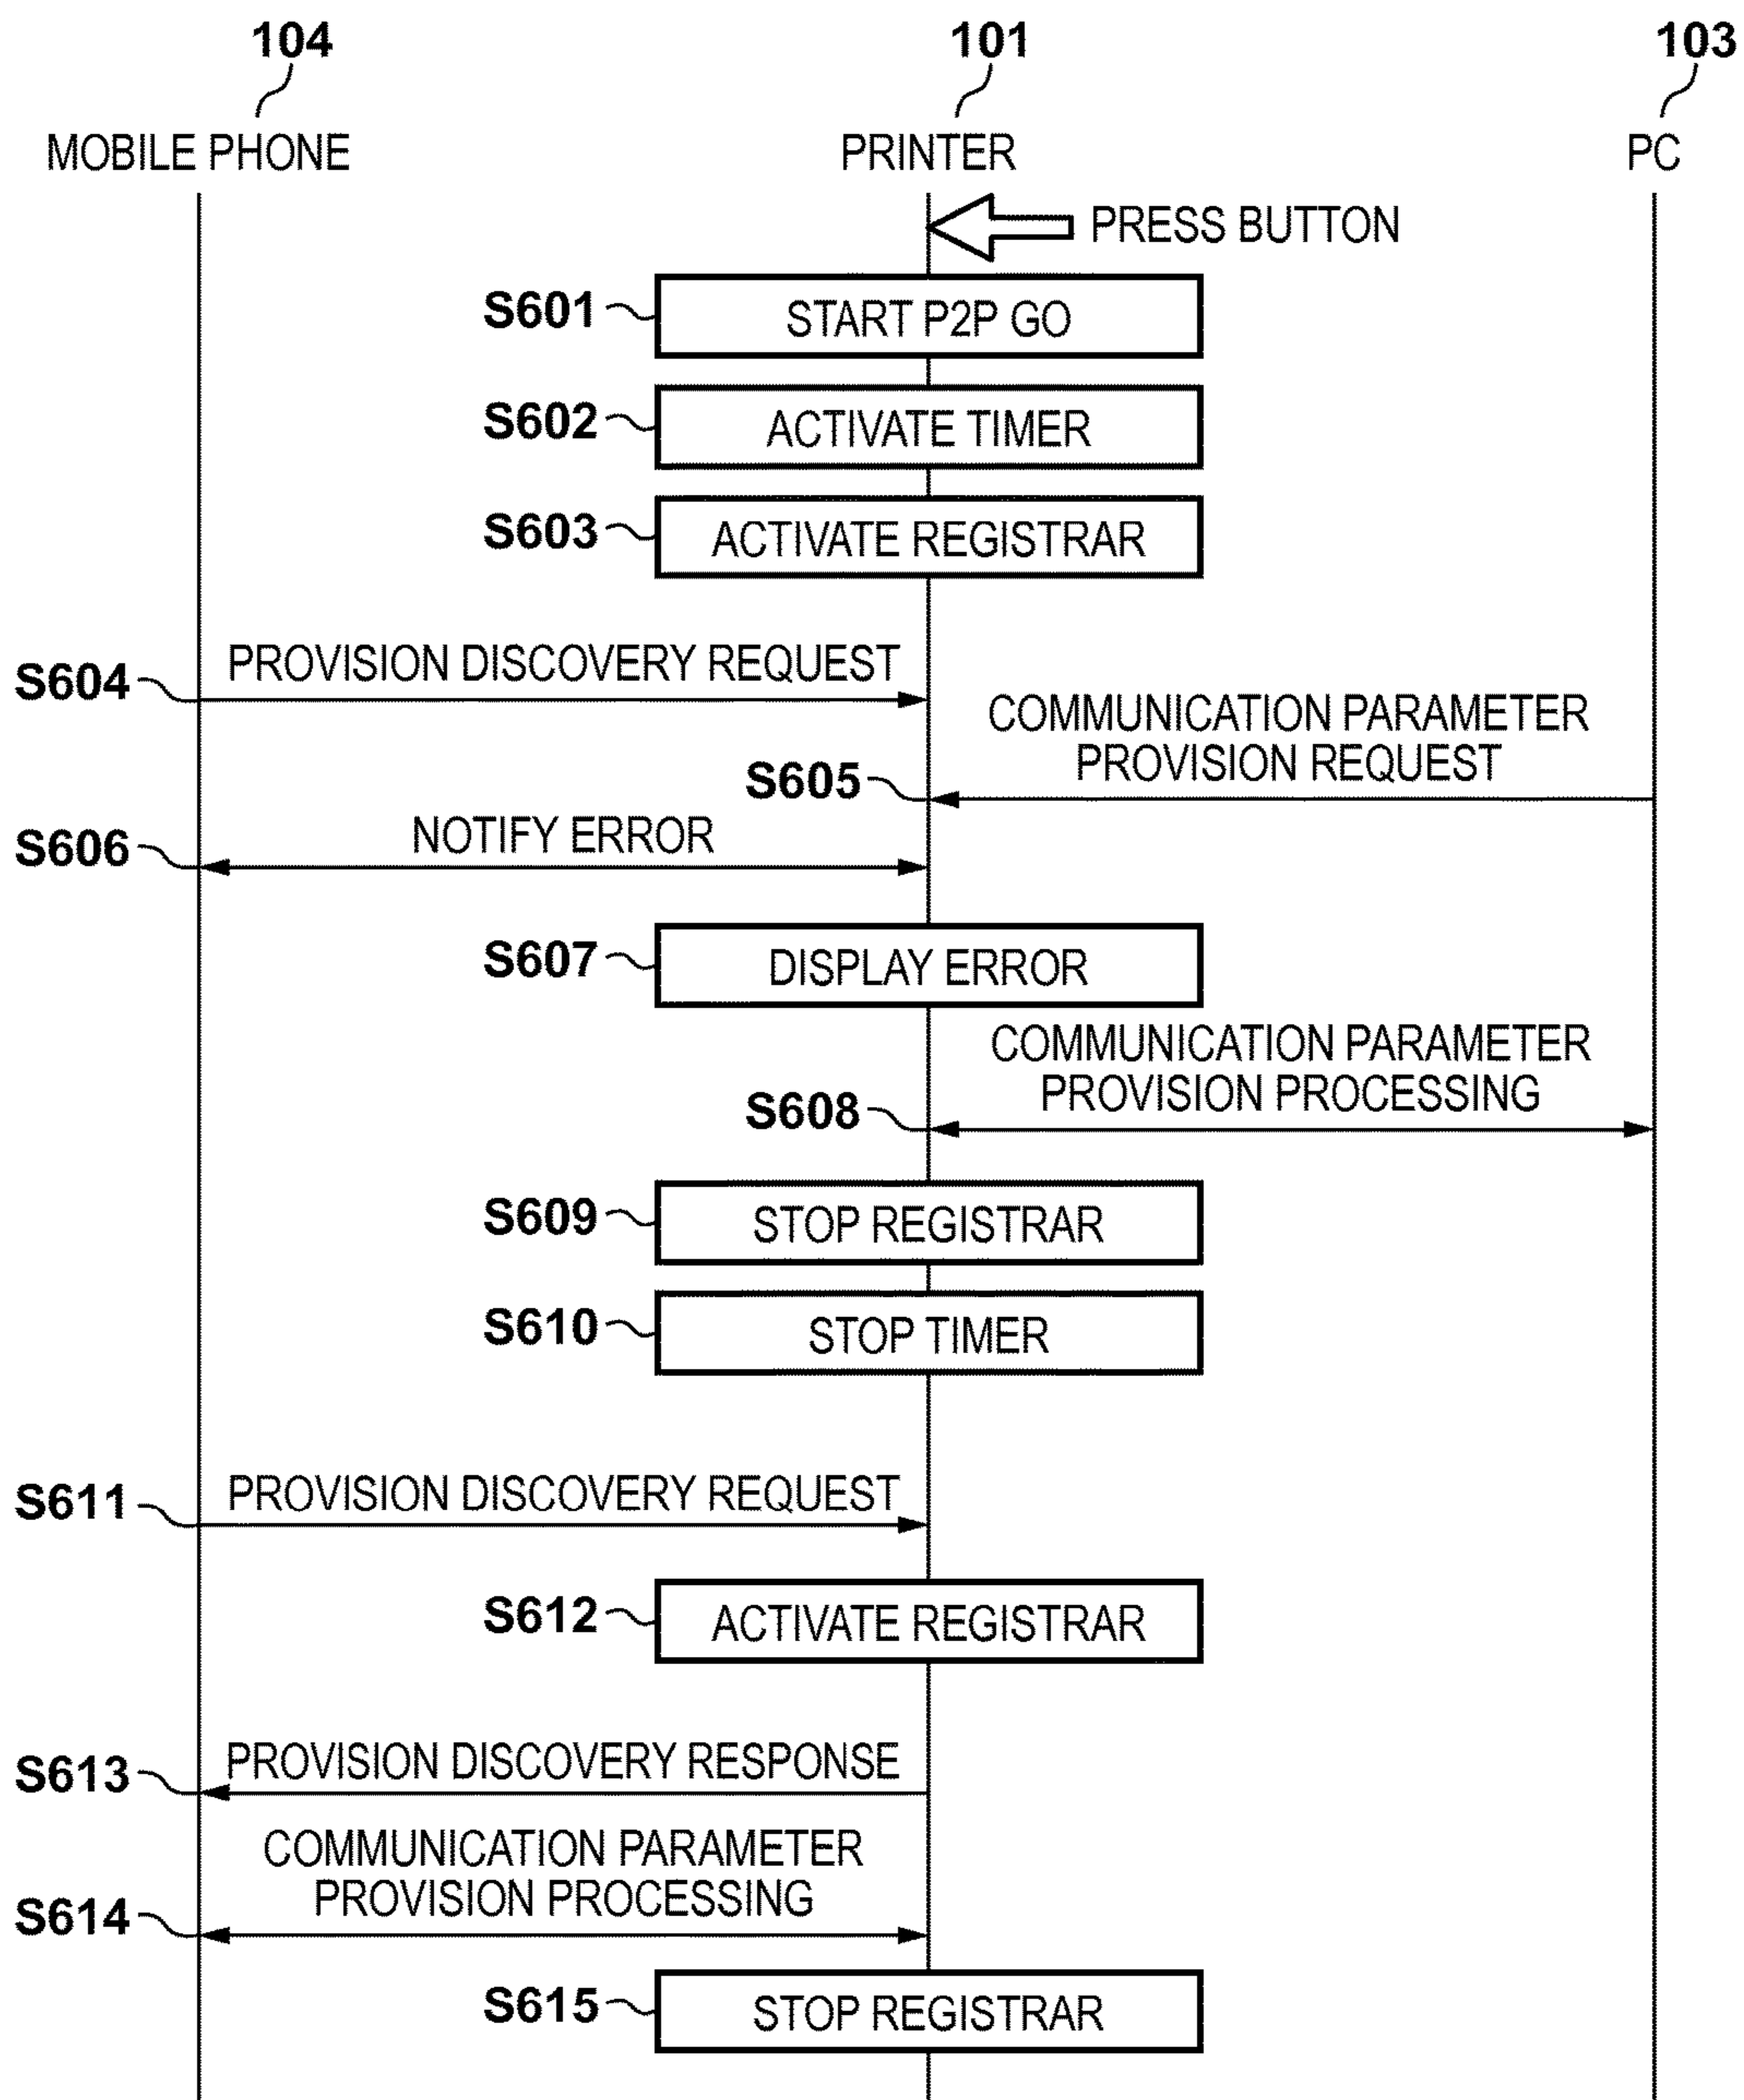 104
101
103
MOBILE PHONE
PRINTER
PC
PRESS BUTTON
S601
START P2P GO
S602
ACTIVATE TIMER
S603
ACTIVATE REGISTRAR
S604
PROVISION DISCOVERY REQUEST
COMMUNICATION PARAMETER
PROVISION REQUEST
S605
S606
NOTIFY ERROR
S607
DISPLAY ERROR
COMMUNICATION PARAMETER
PROVISION PROCESSING
S608
S609
STOP REGISTRAR
S610
STOP TIMER
S611
PROVISION DISCOVERY REQUEST
S612
ACTIVATE REGISTRAR
S613
PROVISION DISCOVERY RESPONSE
COMMUNICATION PARAMETER
PROVISION PROCESSING
S614
S615
STOP REGISTRAR